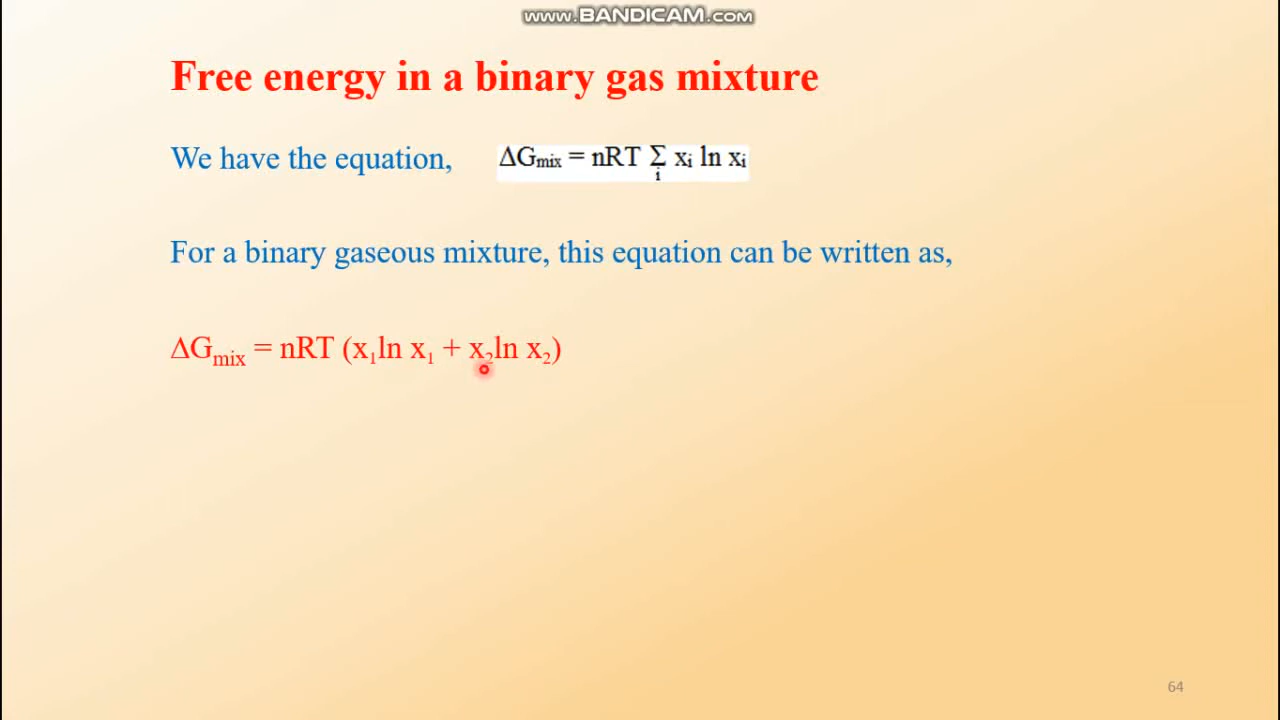 www.BANDICAM.com
Free energy in a binary gas mixture
We have the equation, ΔGmix = nRT Σ xi ln xi
i
For a binary gaseous mixture, this equation can be written as,
ΔGmix = nRT (x₁ln x₁ + x₂ln x₂)
64